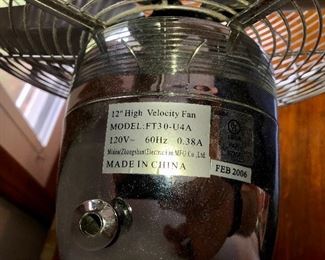 12" High Velocity Fan
MODEL:FT30-U4A
120V~ 60Hz 0.38A
MADE IN CHINA
FEB 2006